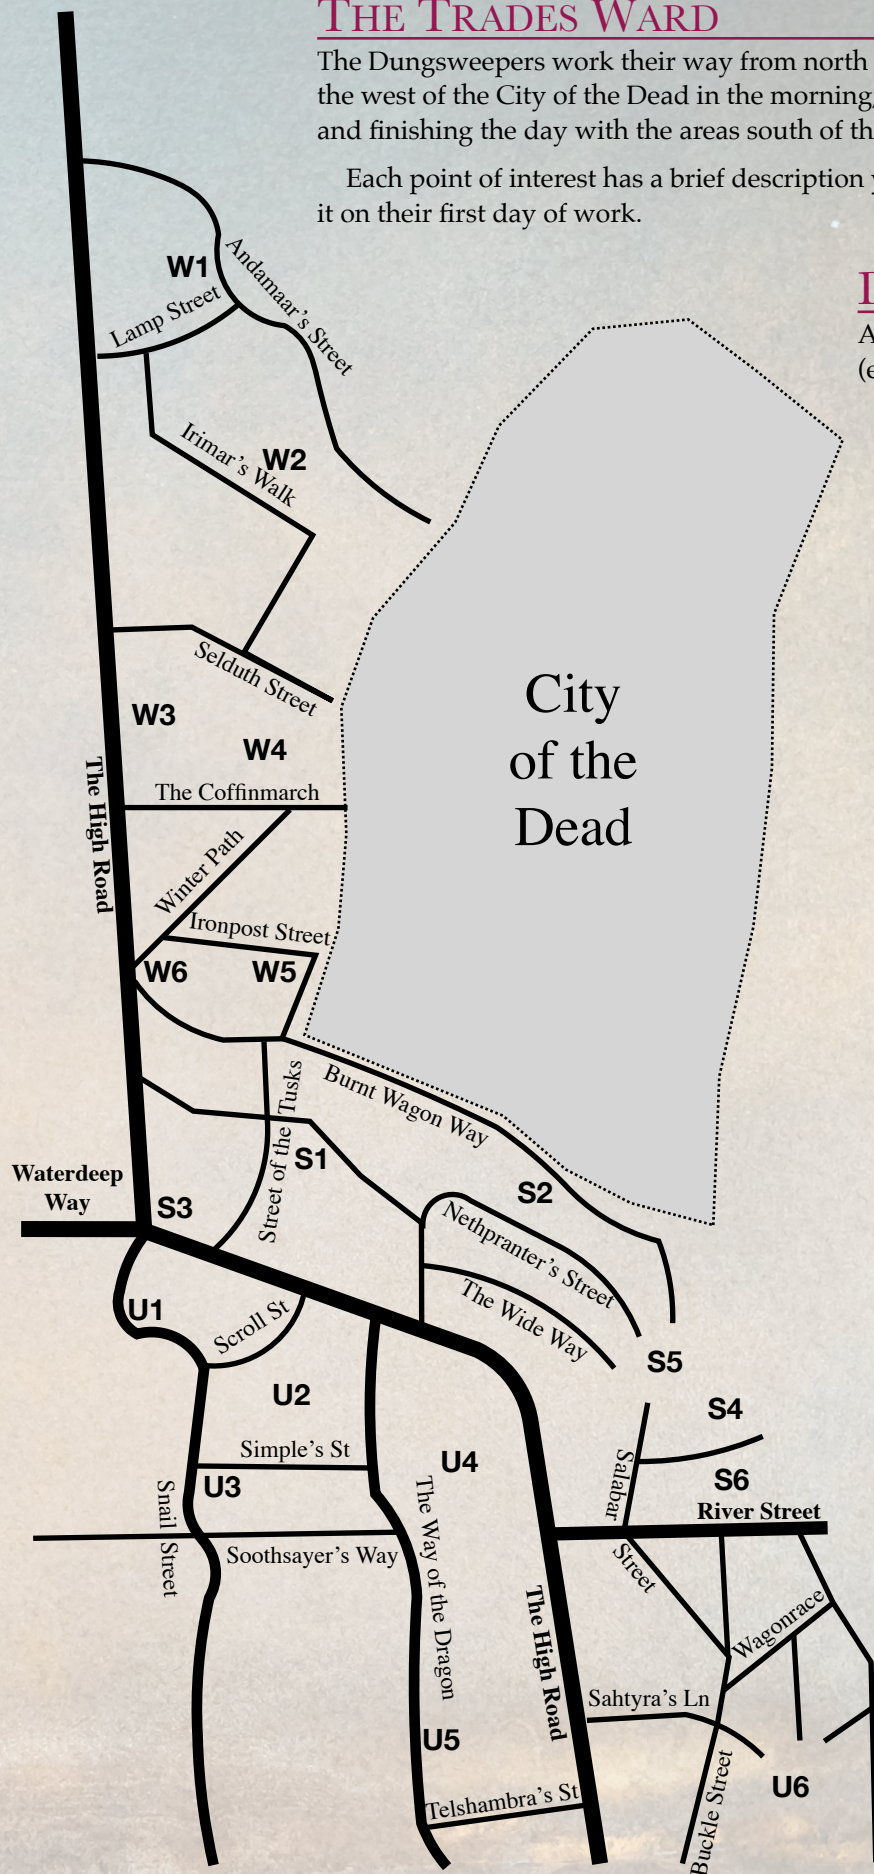 THE TRADES WARD
The Dungsweepers work their way from north
the west of the City of the Dead in the morning,
and finishing the day with the areas south of th
Each point of interest has a brief description y
it on their first day of work.
A
(e
W1
Andamaar's Street
Lamp Street
Irimar's Walk
W2
City
of the
Dead
Selduth Street
W3
W4
The High Road
The Coffinmarch
Winter Path
Ironpost Street
W6
W5
Burnt Wagon Way
Street of the Tusks
S1
Waterdeep
Way
S3
S2
Nethpranter's Street
The Wide Way
U1
Scroll St
S5
U2
S4
Simple's St
U4
U3
Salabar
S6
River Street
Snail Street
Soothsayer's Way
The Way of the Dragon
Street
The High Road
Wagonrace
Sahtyra's Ln
U5
U6
Telshambra's St
Buckle Street